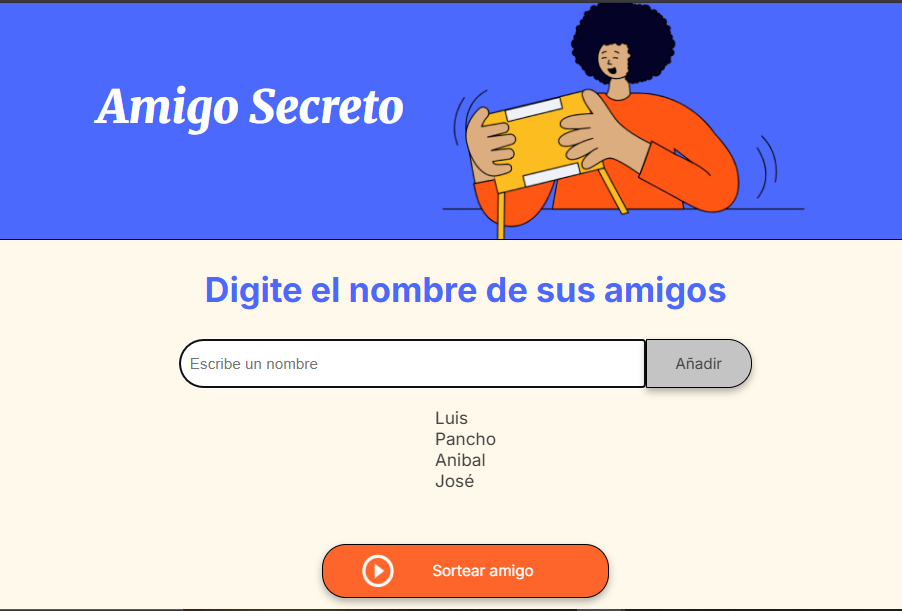 Amigo Secreto
Digite el nombre de sus amigos
Escribe un nombre
Añadir
Luis
Pancho
Anibal
José
Sortear amigo